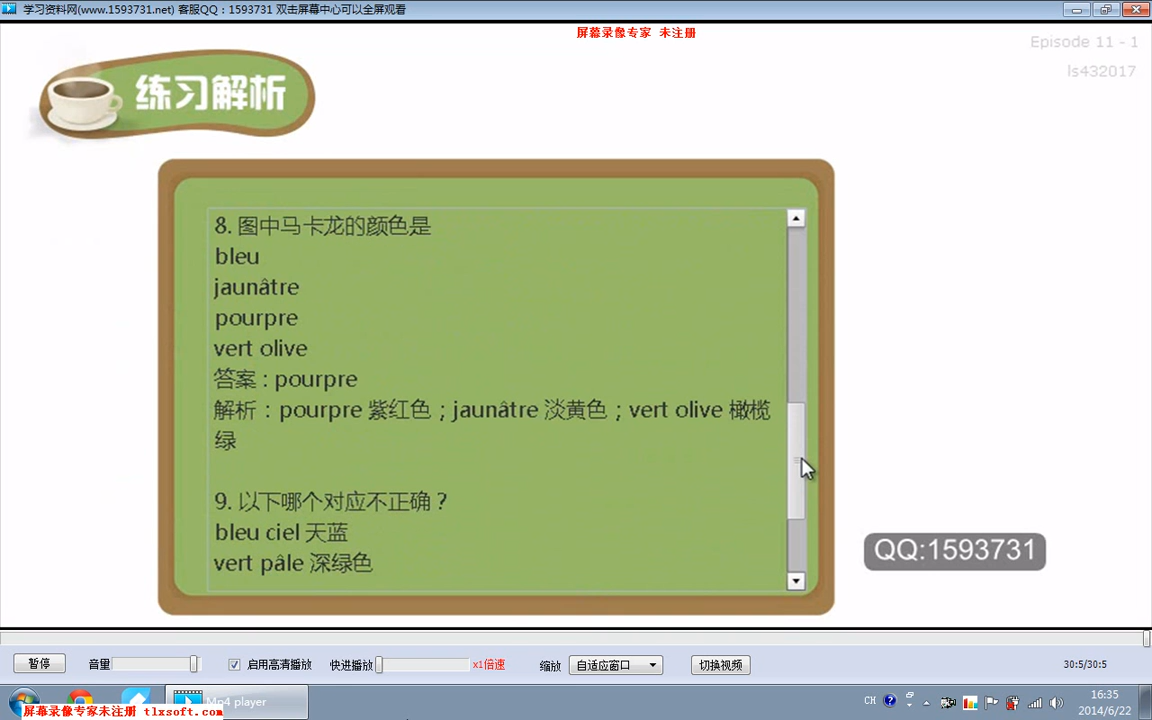 学习资料网(www.1593731.net) 客服QQ：1593731 双击屏幕中心可以全屏观看
屏幕录像专家 未注册
Episode 11 - 1
ls432017
练习解析
8. 图中马卡龙的颜色是
bleu
jaunâtre
pourpre
vert olive
答案：pourpre
解析：pourpre 紫红色；jaunâtre 淡黄色；vert olive 橄榄
绿
9. 以下哪个对应不正确？
bleu ciel 天蓝
vert pâle 深绿色
QQ:1593731
暂停 音量 启用高清播放 快进播放 x1倍速 缩放 自适应窗口 切换视频 30:5/30:5
Mp4 player
CH
16:35
2014/6/22
屏幕录像专家未注册 tlxsoft.com